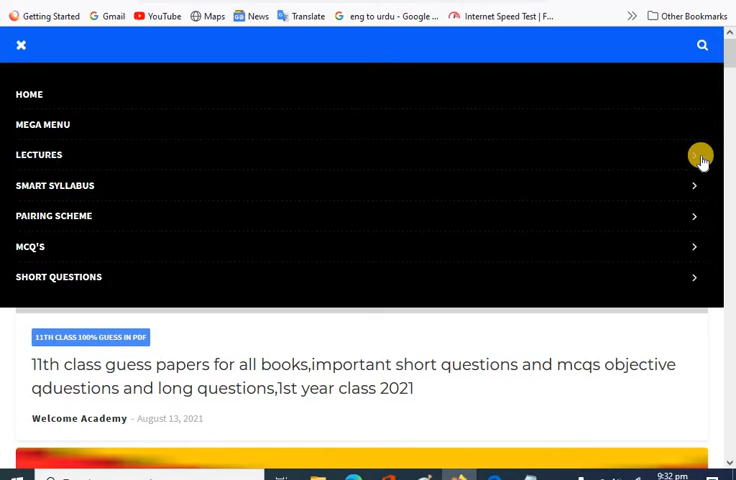 Getting Started Gmail YouTube Maps News Translate eng to urdu - Google ... Internet Speed Test | F... Other Bookmarks
HOME
MEGA MENU
LECTURES
SMART SYLLABUS
PAIRING SCHEME
MCQ'S
SHORT QUESTIONS
11TH CLASS 100% GUESS IN PDF
11th class guess papers for all books,important short questions and mcqs objective
qduestions and long questions,1st year class 2021
Welcome Academy - August 13, 2021
9:32 pm